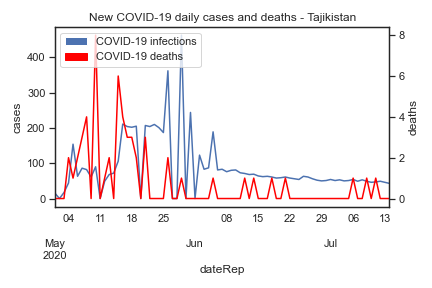 New COVID-19 daily cases and deaths - Tajikistan
COVID-19 infections
COVID-19 deaths
cases
400
300
200
100
0
8
6
4
2
0
deaths
04 11 18 25 08 15 22 29 06 13
May Jun Jul
2020
dateRep